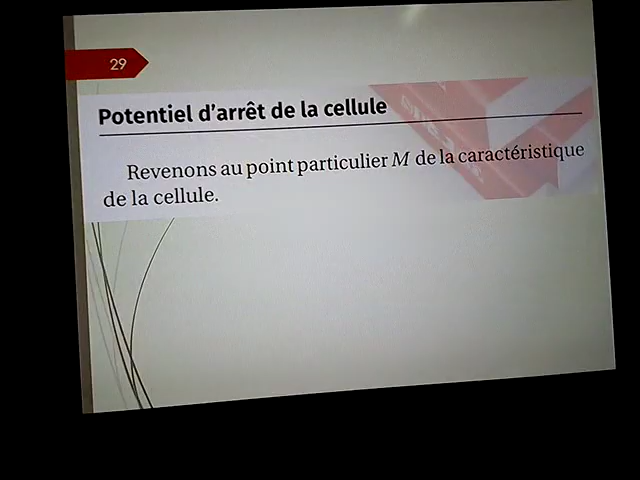 29
Potentiel d'arrêt de la cellule
Revenons au point particulier M de la caractéristique
de la cellule.